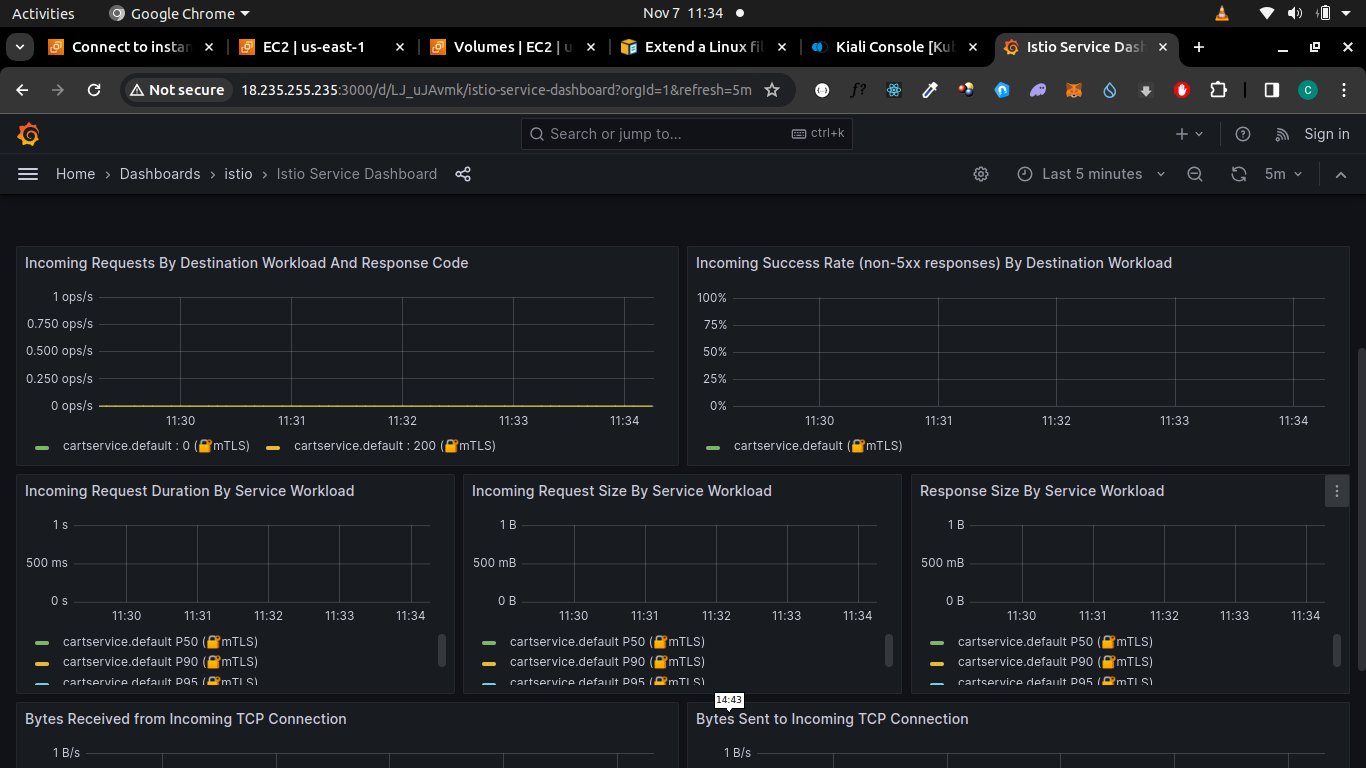 Activities
Google Chrome
Nov 7 11:34
Connect to instan
EC2 | us-east-1
Volumes | EC2 | u
Extend a Linux fil
Kiali Console [Kub
Istio Service Dash
Not secure
18.235.255.235:3000/d/LJ_uJAvmk/istio-service-dashboard?orgId=1&refresh=5m
f?
C
Search or jump to...
ctrl+k
Sign in
Home › Dashboards › istio › Istio Service Dashboard
Last 5 minutes
5m
Incoming Requests By Destination Workload And Response Code
1 ops/s
0.750 ops/s
0.500 ops/s
0.250 ops/s
0 ops/s
11:30 11:31 11:32 11:33 11:34
cartservice.default : 0 (🔐mTLS) cartservice.default : 200 (🔐mTLS)
Incoming Success Rate (non-5xx responses) By Destination Workload
100%
75%
50%
25%
0%
11:30 11:31 11:32 11:33 11:34
cartservice.default (🔐mTLS)
Incoming Request Duration By Service Workload
1 s
500 ms
0 s
11:30 11:31 11:32 11:33 11:34
cartservice.default P50 (🔐mTLS)
cartservice.default P90 (🔐mTLS)
cartservice.default P95 (🔐mTLS)
Incoming Request Size By Service Workload
1 B
500 mB
0 B
11:30 11:31 11:32 11:33 11:34
cartservice.default P50 (🔐mTLS)
cartservice.default P90 (🔐mTLS)
cartservice.default P95 (🔐mTLS)
Response Size By Service Workload
1 B
500 mB
0 B
11:30 11:31 11:32 11:33 11:34
cartservice.default P50 (🔐mTLS)
cartservice.default P90 (🔐mTLS)
cartservice.default P95 (🔐mTLS)
14:43
Bytes Received from Incoming TCP Connection
1 B/s
Bytes Sent to Incoming TCP Connection
1 B/s